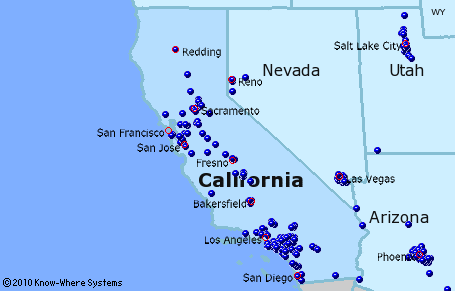 WY
Salt Lake City
Redding
Nevada
Utah
Reno
Sacramento
San Francisco
San Jose
Fresno
California
Las Vegas
Bakersfield
Arizona
Los Angeles
Phoenix
San Diego
©2010 Know-Where Systems